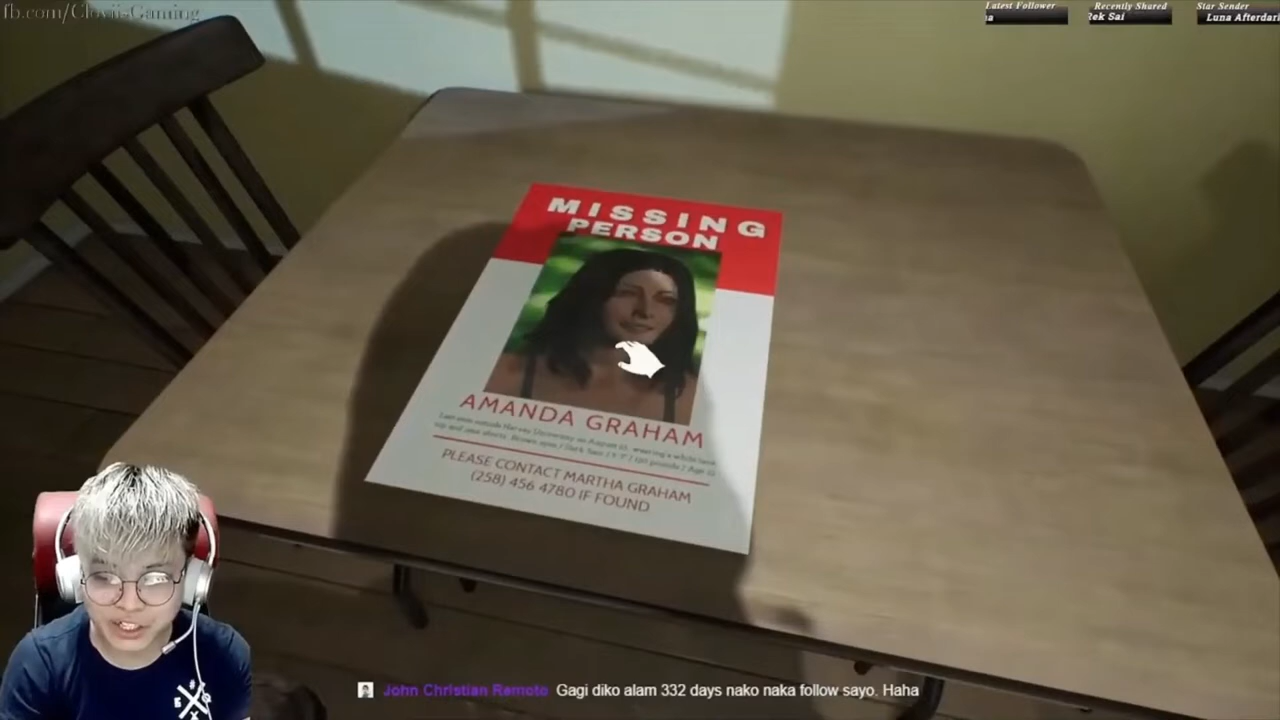 fb.com/CloviisGaming
Latest Follower
Recently Shared
Star Sender
Rek Sai
Luna Afterdark
MISSING
PERSON
AMANDA GRAHAM
PLEASE CONTACT MARTHA GRAHAM
(258) 456 4780 IF FOUND
John Christian Remoto Gagi diko alam 332 days nako naka follow sayo. Haha